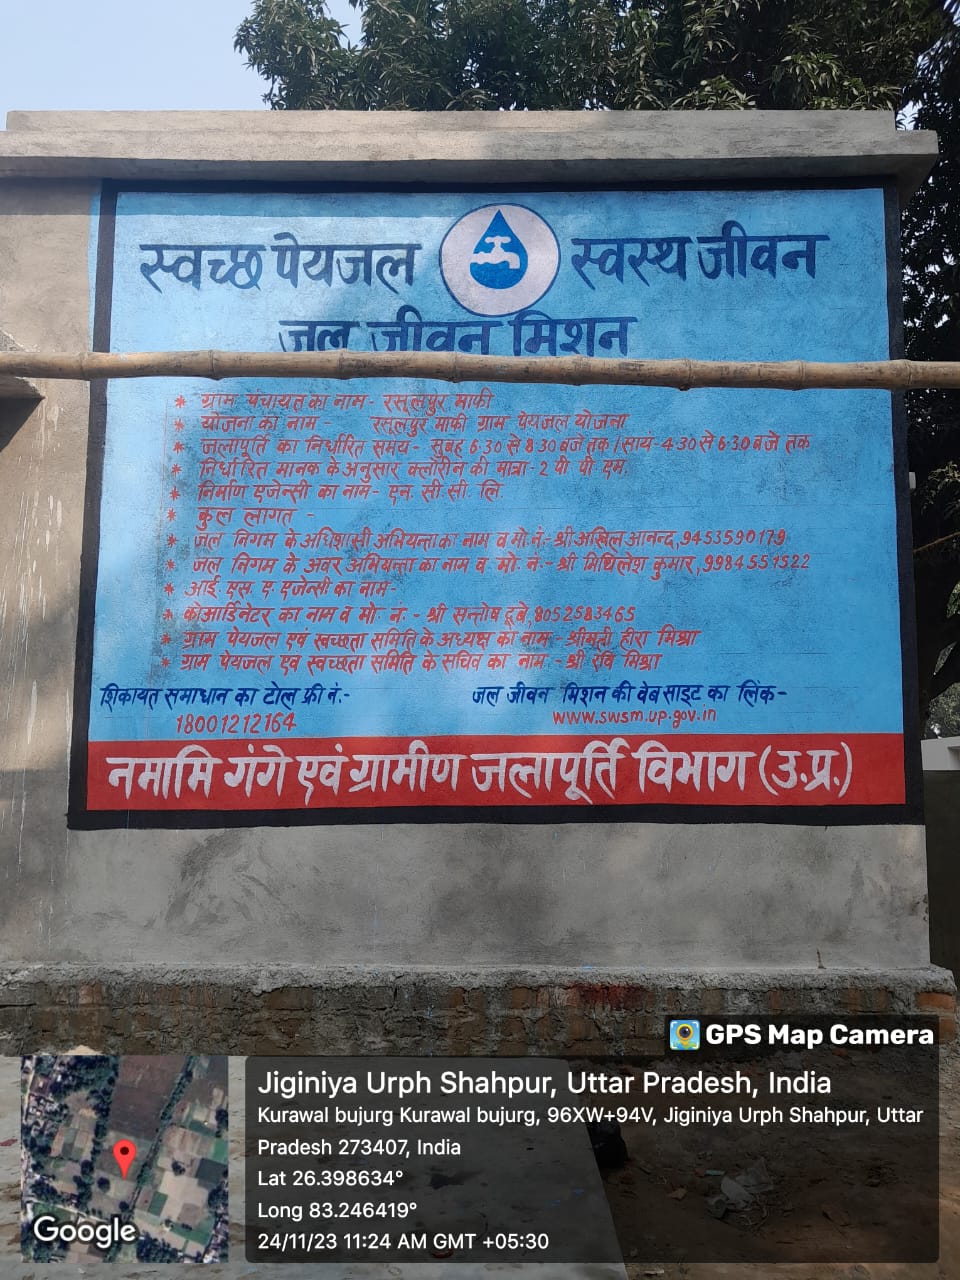 स्वच्छ पेयजल स्वस्थ जीवन
जल जीवन मिशन
* ग्राम पंचायत का नाम - रसूलपुर माफी
* योजना का नाम - रसूलपुर माफी ग्राम पेयजल योजना
* जलापूर्ति का निर्धारित समय - सुबह 6:30 से 8:30 बजे तक / सायं 4:30 से 6:30 बजे तक
* निर्धारित मानक के अनुसार क्लोरीन की मात्रा - 2 पी पी एम.
* निर्माण एजेन्सी का नाम - एन. सी. सी. लि.
* कुल लागत -
* जल निगम के अधिशासी अभियन्ता का नाम व मो. नं. - श्री अखिल आनन्द, 9453590179
* जल निगम के अवर अभियन्ता का नाम व. मो. नं. - श्री मिथिलेश कुमार, 9984551522
* आई. एस. ए. एजेन्सी का नाम -
* कोआर्डिनेटर का नाम व मो. नं. - श्री सन्तोष दूबे, 8052583465
* ग्राम पेयजल एवं स्वच्छता समिति के अध्यक्ष का नाम - श्रीमती हीरा मिश्रा
* ग्राम पेयजल एवं स्वच्छता समिति के सचिव का नाम - श्री रवि मिश्रा
शिकायत समाधान का टोल फ्री नं. - जल जीवन मिशन की वेबसाइट का लिंक -
18001212164 www.swsm.up.gov.in
नमामि गंगे एवं ग्रामीण जलापूर्ति विभाग (उ.प्र.)
GPS Map Camera
Jiginiya Urph Shahpur, Uttar Pradesh, India
Kurawal bujurg Kurawal bujurg, 96XW+94V, Jiginiya Urph Shahpur, Uttar
Pradesh 273407, India
Lat 26.398634°
Long 83.246419°
24/11/23 11:24 AM GMT +05:30
Google